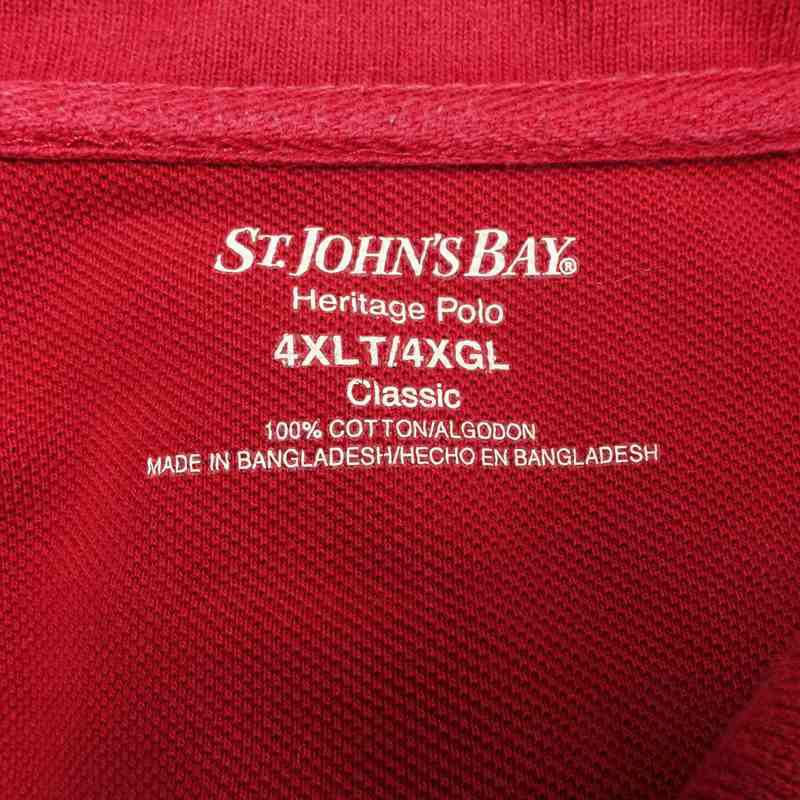 ST. JOHN'S BAY®
Heritage Polo
4XLT/4XGL
Classic
100% COTTON/ALGODON
MADE IN BANGLADESH/HECHO EN BANGLADESH